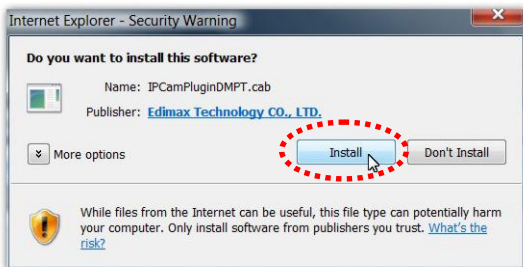 Internet Explorer - Security Warning
Do you want to install this software?
Name: IPCamPluginDMPT.cab
Publisher: Edimax Technology CO., LTD.
More options
Install
Don't Install
While files from the Internet can be useful, this file type can potentially harm
your computer. Only install software from publishers you trust. What's the
risk?